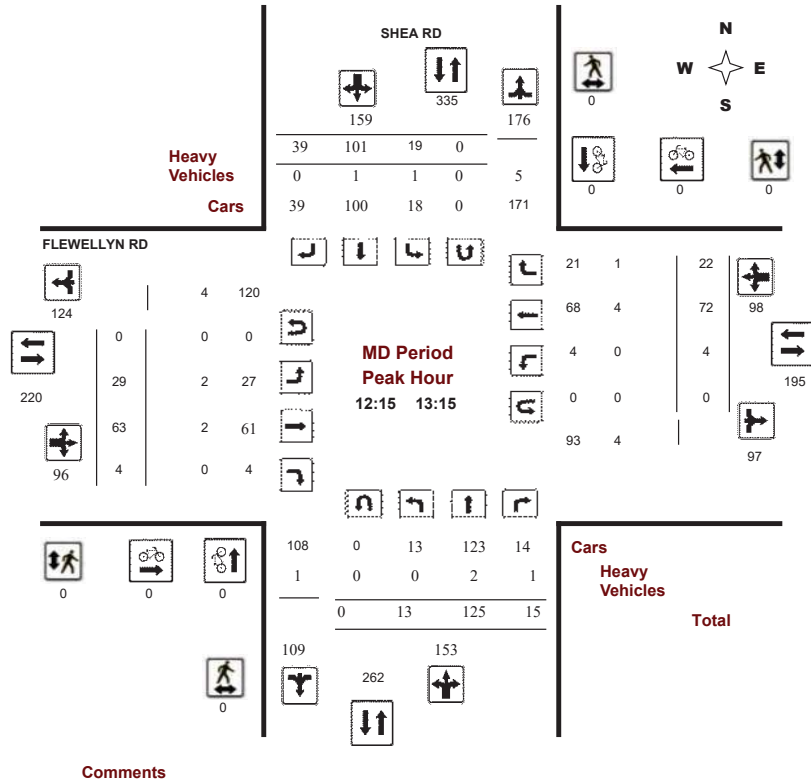 N
SHEA RD
W E
335
S
0
159 176
39 101 19 0
Heavy
Vehicles
0 1 1 0 5
0 0 0
Cars
39 100 18 0 171
FLEWELLYN RD
21 1 22
4 120
124
68 4 72 98
0 0 0
MD Period
Peak Hour
4 0 4
29 2 27
195
220
12:15 13:15
0 0 0
63 2 61
93 4
97
96 4 0 4
108 0 13 123 14
Cars
1 0 0 2 1
Heavy
Vehicles
0 0 0
0 13 125 15
Total
109 153
262
0
Comments